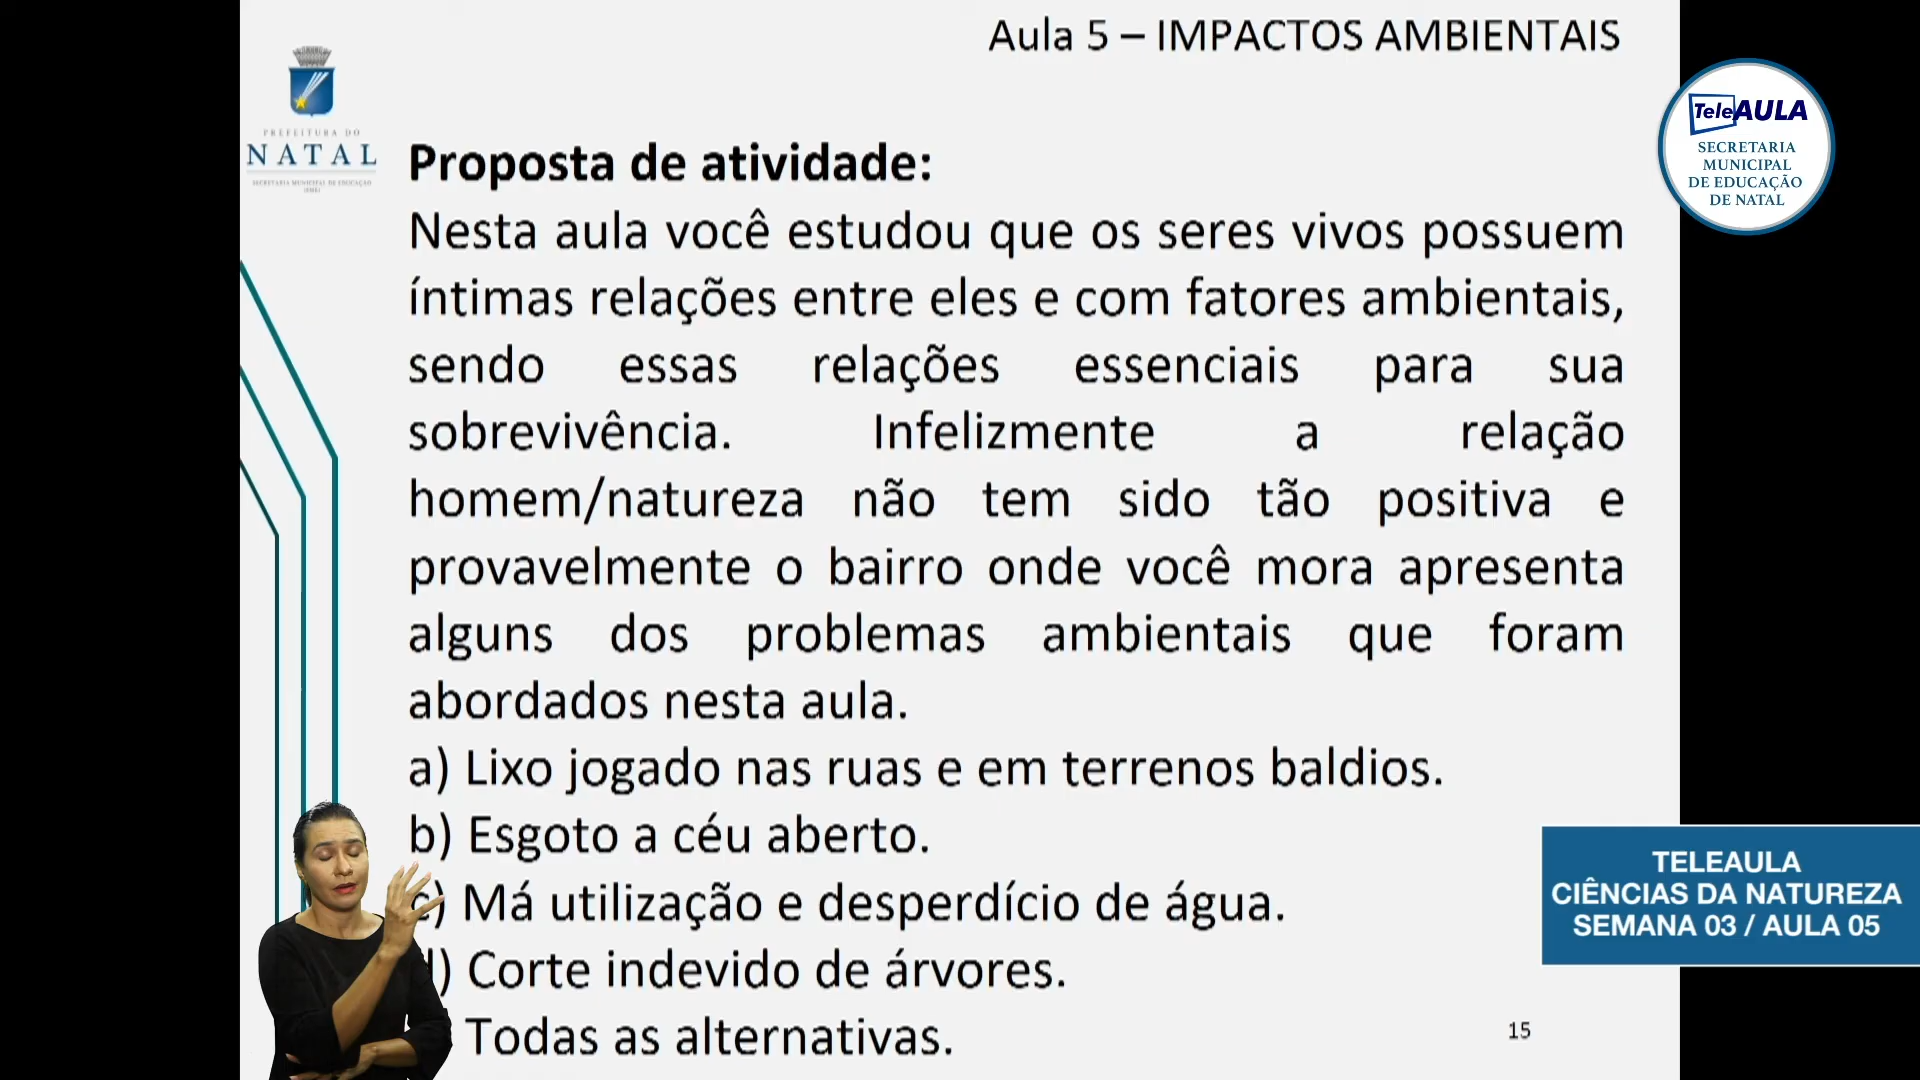 Aula 5 – IMPACTOS AMBIENTAIS
PREFEITURA DO
NATAL
SECRETARIA MUNICIPAL DE EDUCAÇÃO
TeleAULA
SECRETARIA
MUNICIPAL
DE EDUCAÇÃO
DE NATAL
Proposta de atividade:
Nesta aula você estudou que os seres vivos possuem
íntimas relações entre eles e com fatores ambientais,
sendo essas relações essenciais para sua
sobrevivência. Infelizmente a relação
homem/natureza não tem sido tão positiva e
provavelmente o bairro onde você mora apresenta
alguns dos problemas ambientais que foram
abordados nesta aula.
a) Lixo jogado nas ruas e em terrenos baldios.
b) Esgoto a céu aberto.
c) Má utilização e desperdício de água.
d) Corte indevido de árvores.
Todas as alternativas.
TELEAULA
CIÊNCIAS DA NATUREZA
SEMANA 03 / AULA 05
15